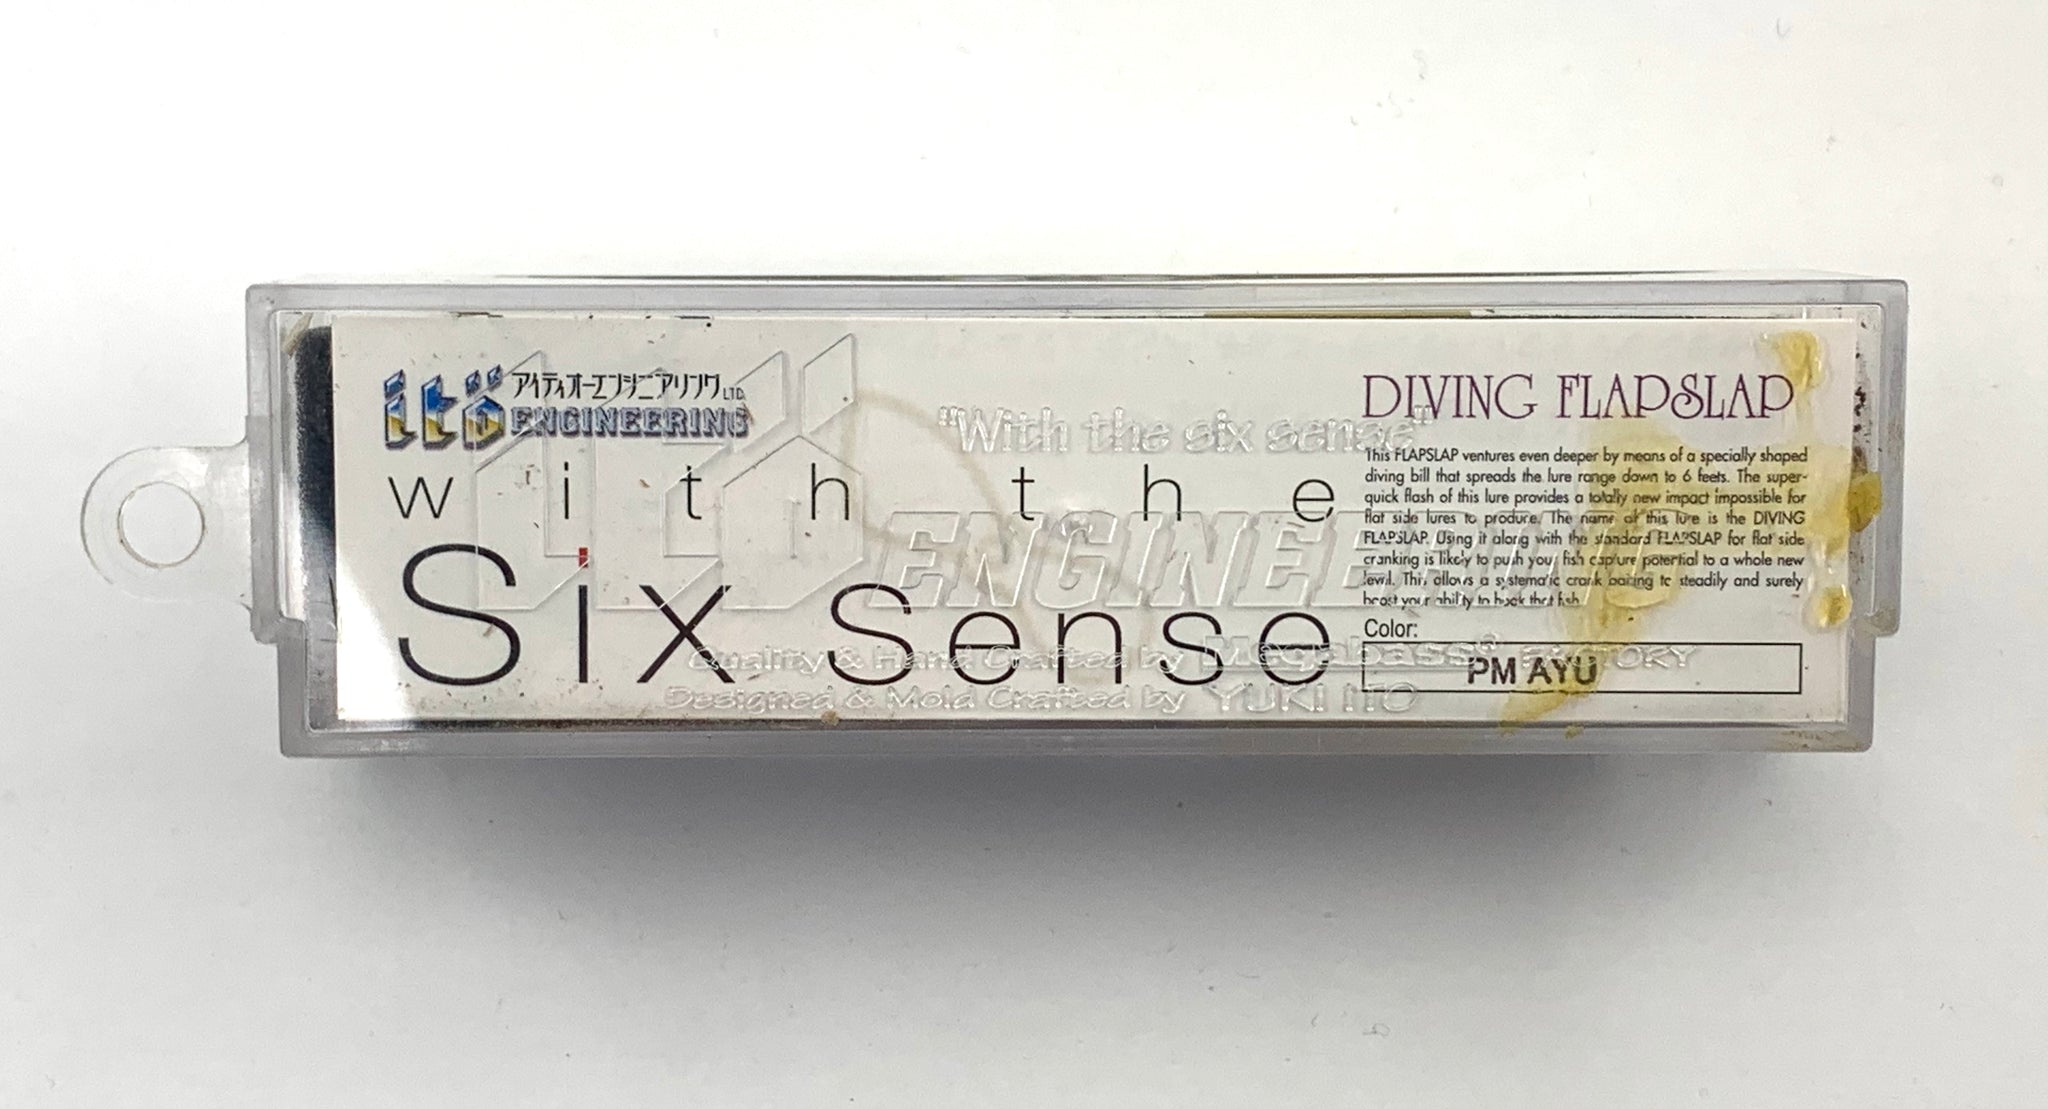 itö アイティオーエンジニアリング LTD.
ENGINEERING
with the
Six Sense
DIVING FLAPSLAP
This FLAPSLAP ventures even deeper by means of a specially shaped
diving bill that spreads the lure range down to 6 feets. The super-
quick flash of this lure provides a totally new impact impossible for
flat side lures to produce. The name of this lure is the DIVING
FLAPSLAP. Using it along with the standard FLAPSLAP for flat side
cranking is likely to push your fish capture potential to a whole new
level. This allows a systematic crank baiting to steadily and surely
boost your ability to hook that fish.
Color:
PM AYU
"With the six sense"
itö ENGINEERING
Quality & Hand Crafted by Megabass® FACTORY
Designed & Mold Crafted by YUKI ITO